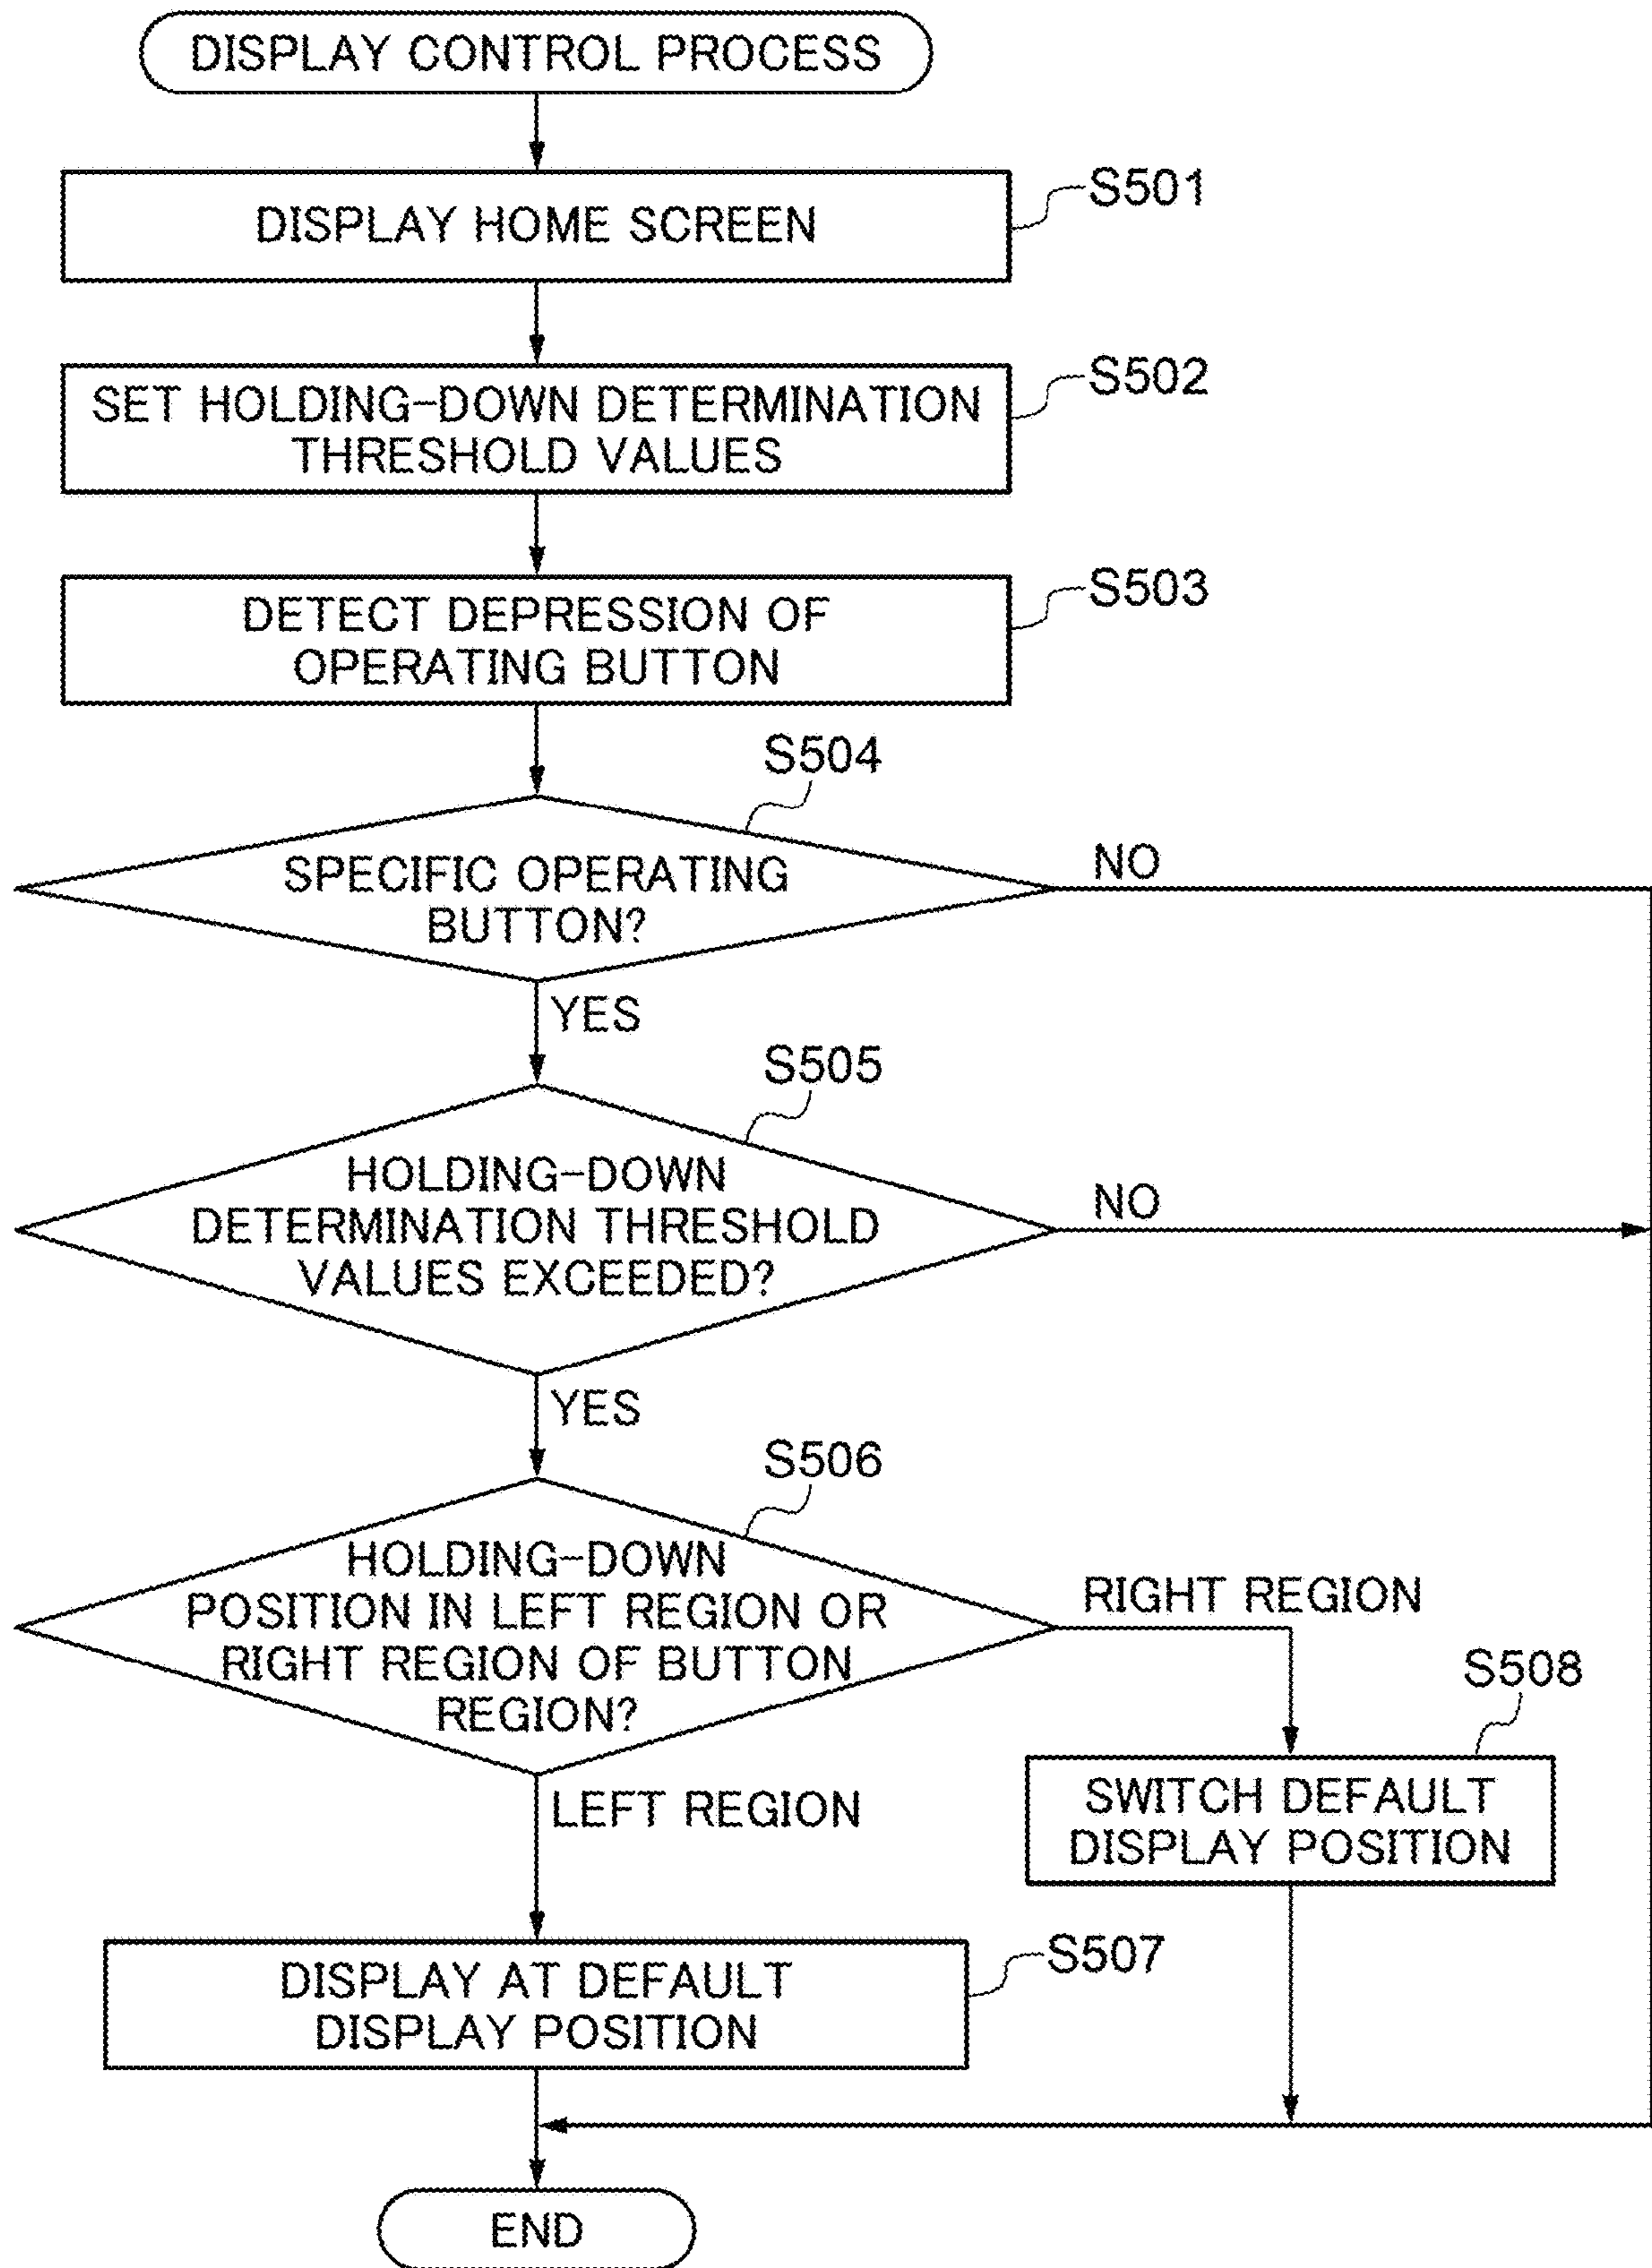 DISPLAY CONTROL PROCESS
S501
DISPLAY HOME SCREEN
S502
SET HOLDING-DOWN DETERMINATION
THRESHOLD VALUES
S503
DETECT DEPRESSION OF
OPERATING BUTTON
S504
SPECIFIC OPERATING
BUTTON?
NO
YES
S505
HOLDING-DOWN
DETERMINATION THRESHOLD
VALUES EXCEEDED?
NO
YES
S506
HOLDING-DOWN
POSITION IN LEFT REGION OR
RIGHT REGION OF BUTTON
REGION?
RIGHT REGION
LEFT REGION
S508
SWITCH DEFAULT
DISPLAY POSITION
S507
DISPLAY AT DEFAULT
DISPLAY POSITION
END